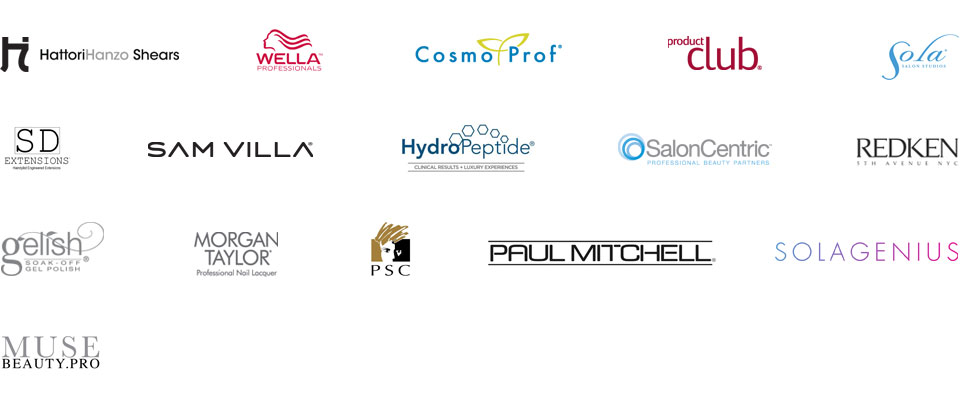 HattoriHanzo Shears
WELLA
PROFESSIONALS
CosmoProf®
product
club®
Sola®
SALON STUDIOS
SD
EXTENSIONS
SAM VILLA®
HydroPeptide®
CLINICAL RESULTS + LUXURY EXPERIENCES
SalonCentric
PROFESSIONAL BEAUTY PARTNERS
REDKEN
5TH AVENUE NYC
gelish®
SOAK-OFF
GEL POLISH
MORGAN
TAYLOR®
Professional Nail Lacquer
PSC
PAUL MITCHELL®
SOLAGENIUS
MUSE
BEAUTY.PRO